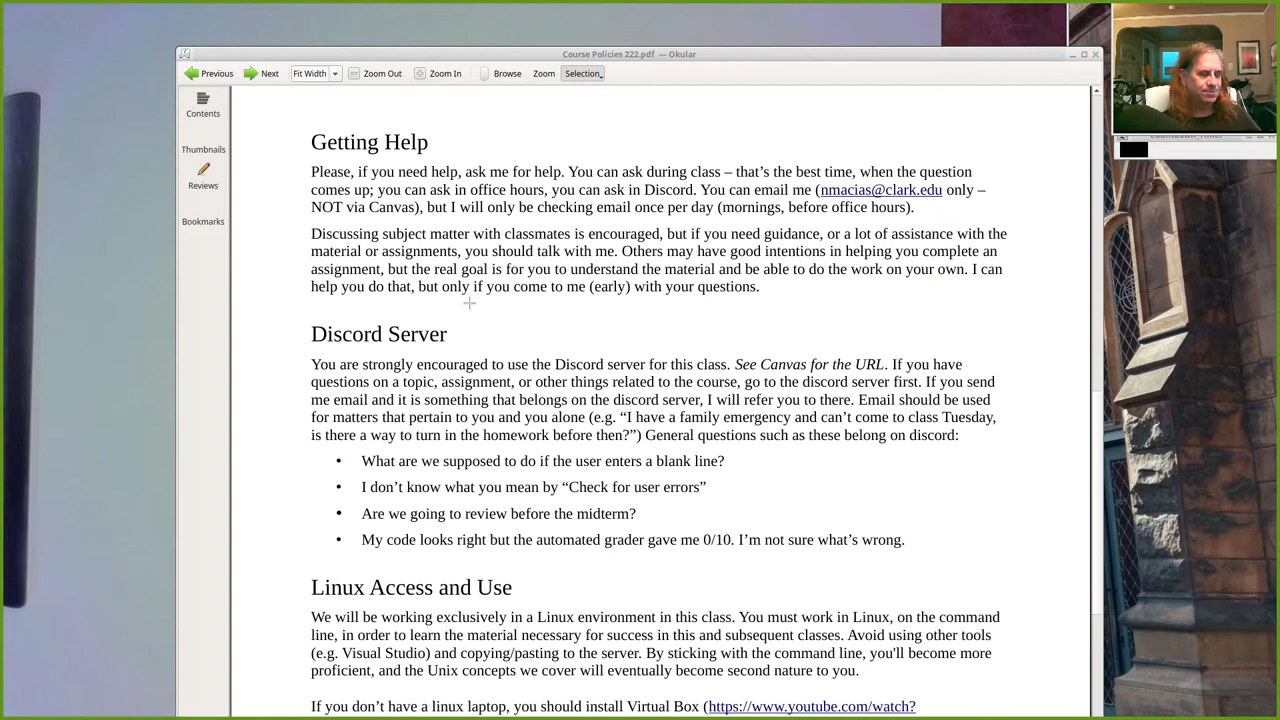 Course Policies 222.pdf — Okular
Previous Next Fit Width Zoom Out Zoom In Browse Zoom Selection
Contents
Thumbnails
Reviews
Bookmarks
Getting Help
Please, if you need help, ask me for help. You can ask during class – that’s the best time, when the question
comes up; you can ask in office hours, you can ask in Discord. You can email me (nmacias@clark.edu only –
NOT via Canvas), but I will only be checking email once per day (mornings, before office hours).
Discussing subject matter with classmates is encouraged, but if you need guidance, or a lot of assistance with the
material or assignments, you should talk with me. Others may have good intentions in helping you complete an
assignment, but the real goal is for you to understand the material and be able to do the work on your own. I can
help you do that, but only if you come to me (early) with your questions.
Discord Server
You are strongly encouraged to use the Discord server for this class. See Canvas for the URL. If you have
questions on a topic, assignment, or other things related to the course, go to the discord server first. If you send
me email and it is something that belongs on the discord server, I will refer you to there. Email should be used
for matters that pertain to you and you alone (e.g. “I have a family emergency and can’t come to class Tuesday,
is there a way to turn in the homework before then?”) General questions such as these belong on discord:
• What are we supposed to do if the user enters a blank line?
• I don’t know what you mean by “Check for user errors”
• Are we going to review before the midterm?
• My code looks right but the automated grader gave me 0/10. I’m not sure what’s wrong.
Linux Access and Use
We will be working exclusively in a Linux environment in this class. You must work in Linux, on the command
line, in order to learn the material necessary for success in this and subsequent classes. Avoid using other tools
(e.g. Visual Studio) and copying/pasting to the server. By sticking with the command line, you'll become more
proficient, and the Unix concepts we cover will eventually become second nature to you.
If you don’t have a linux laptop, you should install Virtual Box (https://www.youtube.com/watch?